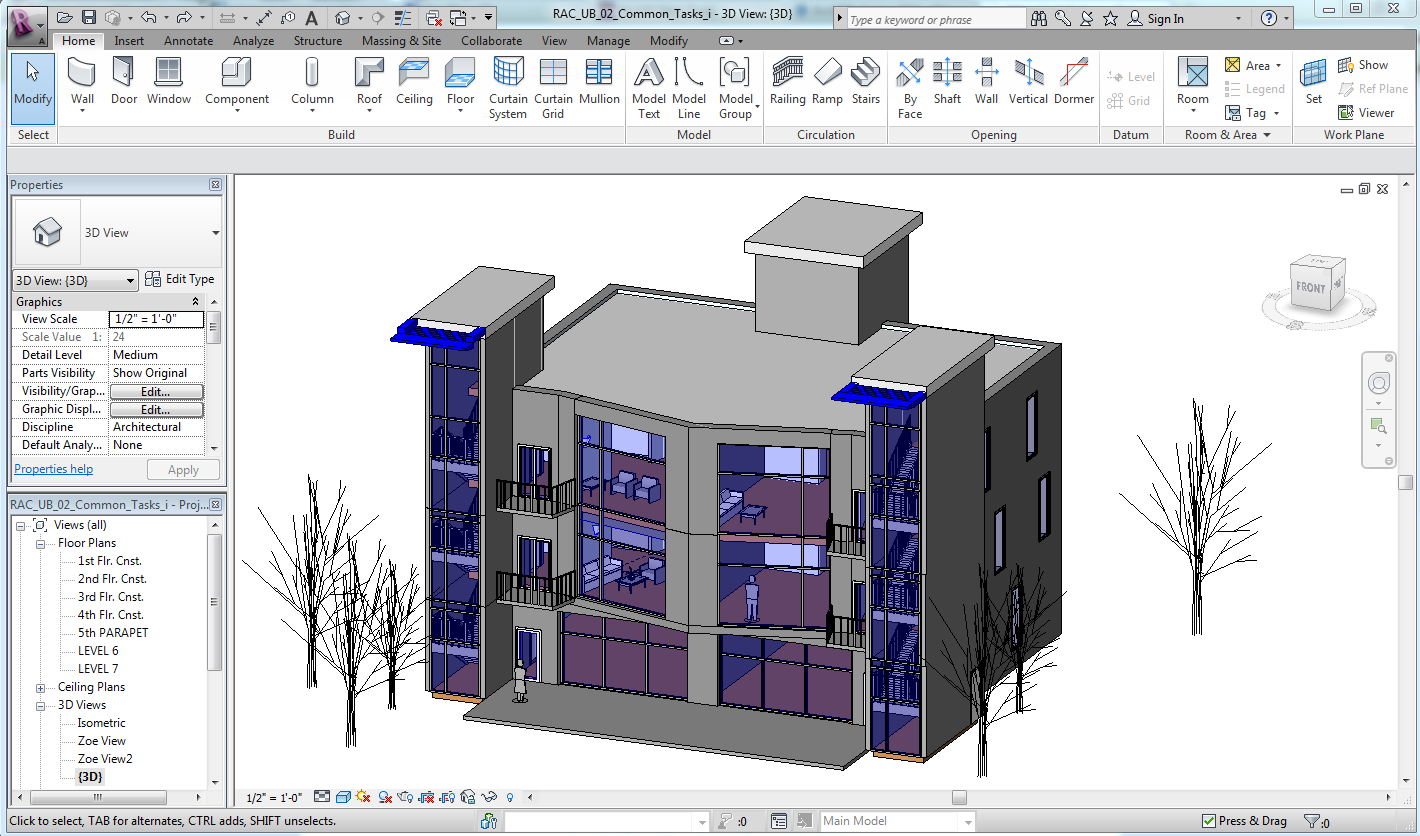 RAC_UB_02_Common_Tasks_i - 3D View: {3D}
Type a keyword or phrase
Sign In
Home Insert Annotate Analyze Structure Massing & Site Collaborate View Manage Modify
Modify
Wall Door Window Component Column Roof Ceiling Floor Curtain System Curtain Grid Mullion
Model Text Model Line Model Group
Railing Ramp Stairs
By Face Shaft Wall Vertical Dormer
Level
Grid
Room
Area
Legend
Tag
Set
Show
Ref Plane
Viewer
Select Build Model Circulation Opening Datum Room & Area Work Plane
Properties
3D View
3D View: {3D} Edit Type
Graphics
View Scale 1/2" = 1'-0"
Scale Value 1: 24
Detail Level Medium
Parts Visibility Show Original
Visibility/Grap... Edit...
Graphic Displ... Edit...
Discipline Architectural
Default Analy... None
Properties help Apply
RAC_UB_02_Common_Tasks_i - Proj...
Views (all)
Floor Plans
1st Flr. Cnst.
2nd Flr. Cnst.
3rd Flr. Cnst.
4th Flr. Cnst.
5th PARAPET
LEVEL 6
LEVEL 7
Ceiling Plans
3D Views
Isometric
Zoe View
Zoe View2
{3D}
FRONT
1/2" = 1'-0"
Click to select, TAB for alternates, CTRL adds, SHIFT unselects.
:0
Main Model
Press & Drag
:0